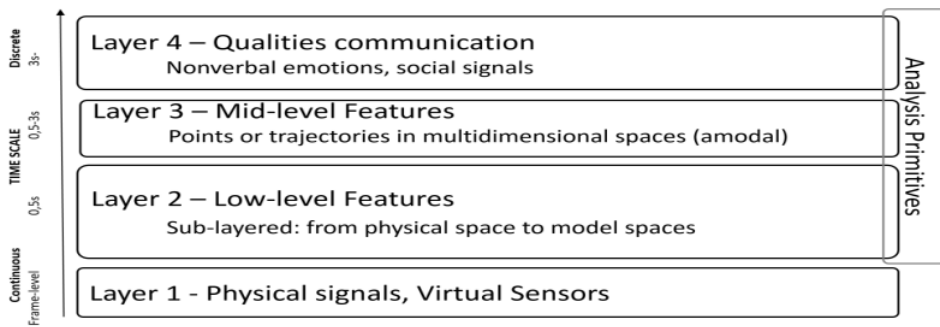 Layer 4 – Qualities communication
Nonverbal emotions, social signals
Layer 3 – Mid-level Features
Points or trajectories in multidimensional spaces (amodal)
Layer 2 – Low-level Features
Sub-layered: from physical space to model spaces
Layer 1 - Physical signals, Virtual Sensors
Discrete
3s-
TIME SCALE
0,5-3s
0,5s
Continuous
Frame-level
Analysis Primitives